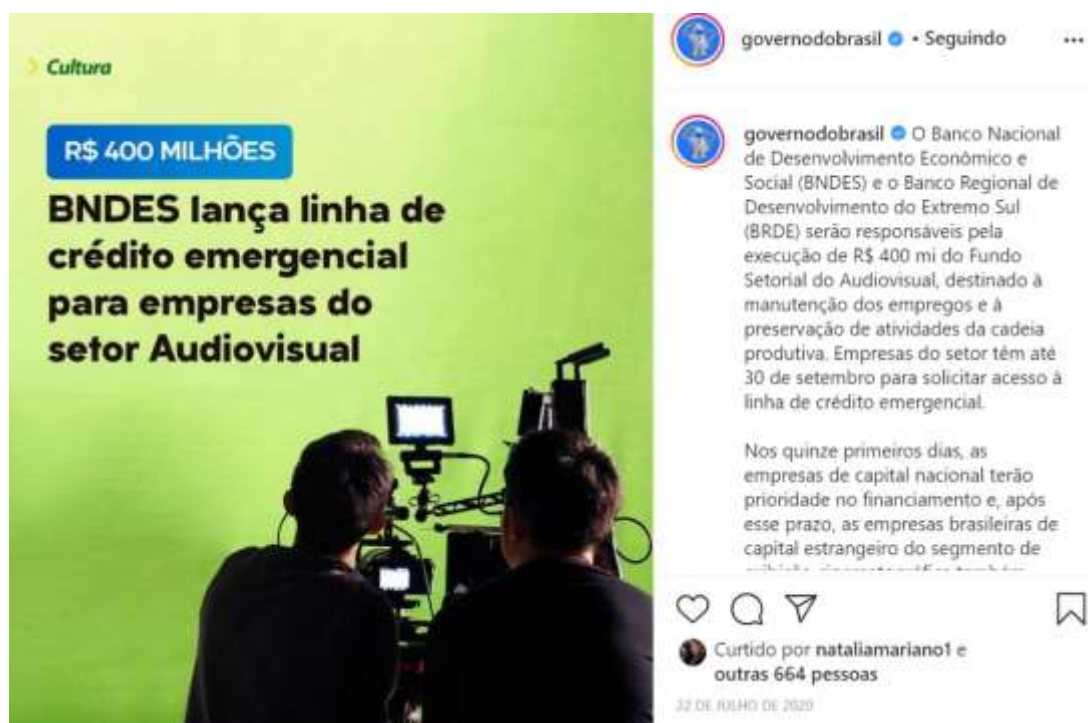 Cultura
R$ 400 MILHÕES
BNDES lança linha de
crédito emergencial
para empresas do
setor Audiovisual
governodobrasil • Seguindo
governodobrasil O Banco Nacional
de Desenvolvimento Econômico e
Social (BNDES) e o Banco Regional de
Desenvolvimento do Extremo Sul
(BRDE) serão responsáveis pela
execução de R$ 400 mi do Fundo
Setorial do Audiovisual, destinado à
manutenção dos empregos e à
preservação de atividades da cadeia
produtiva. Empresas do setor têm até
30 de setembro para solicitar acesso à
linha de crédito emergencial.
Nos quinze primeiros dias, as
empresas de capital nacional terão
prioridade no financiamento e, após
esse prazo, as empresas brasileiras de
capital estrangeiro do segmento de
Curtido por nataliamariano1 e
outras 664 pessoas
22 DE JULHO DE 2020